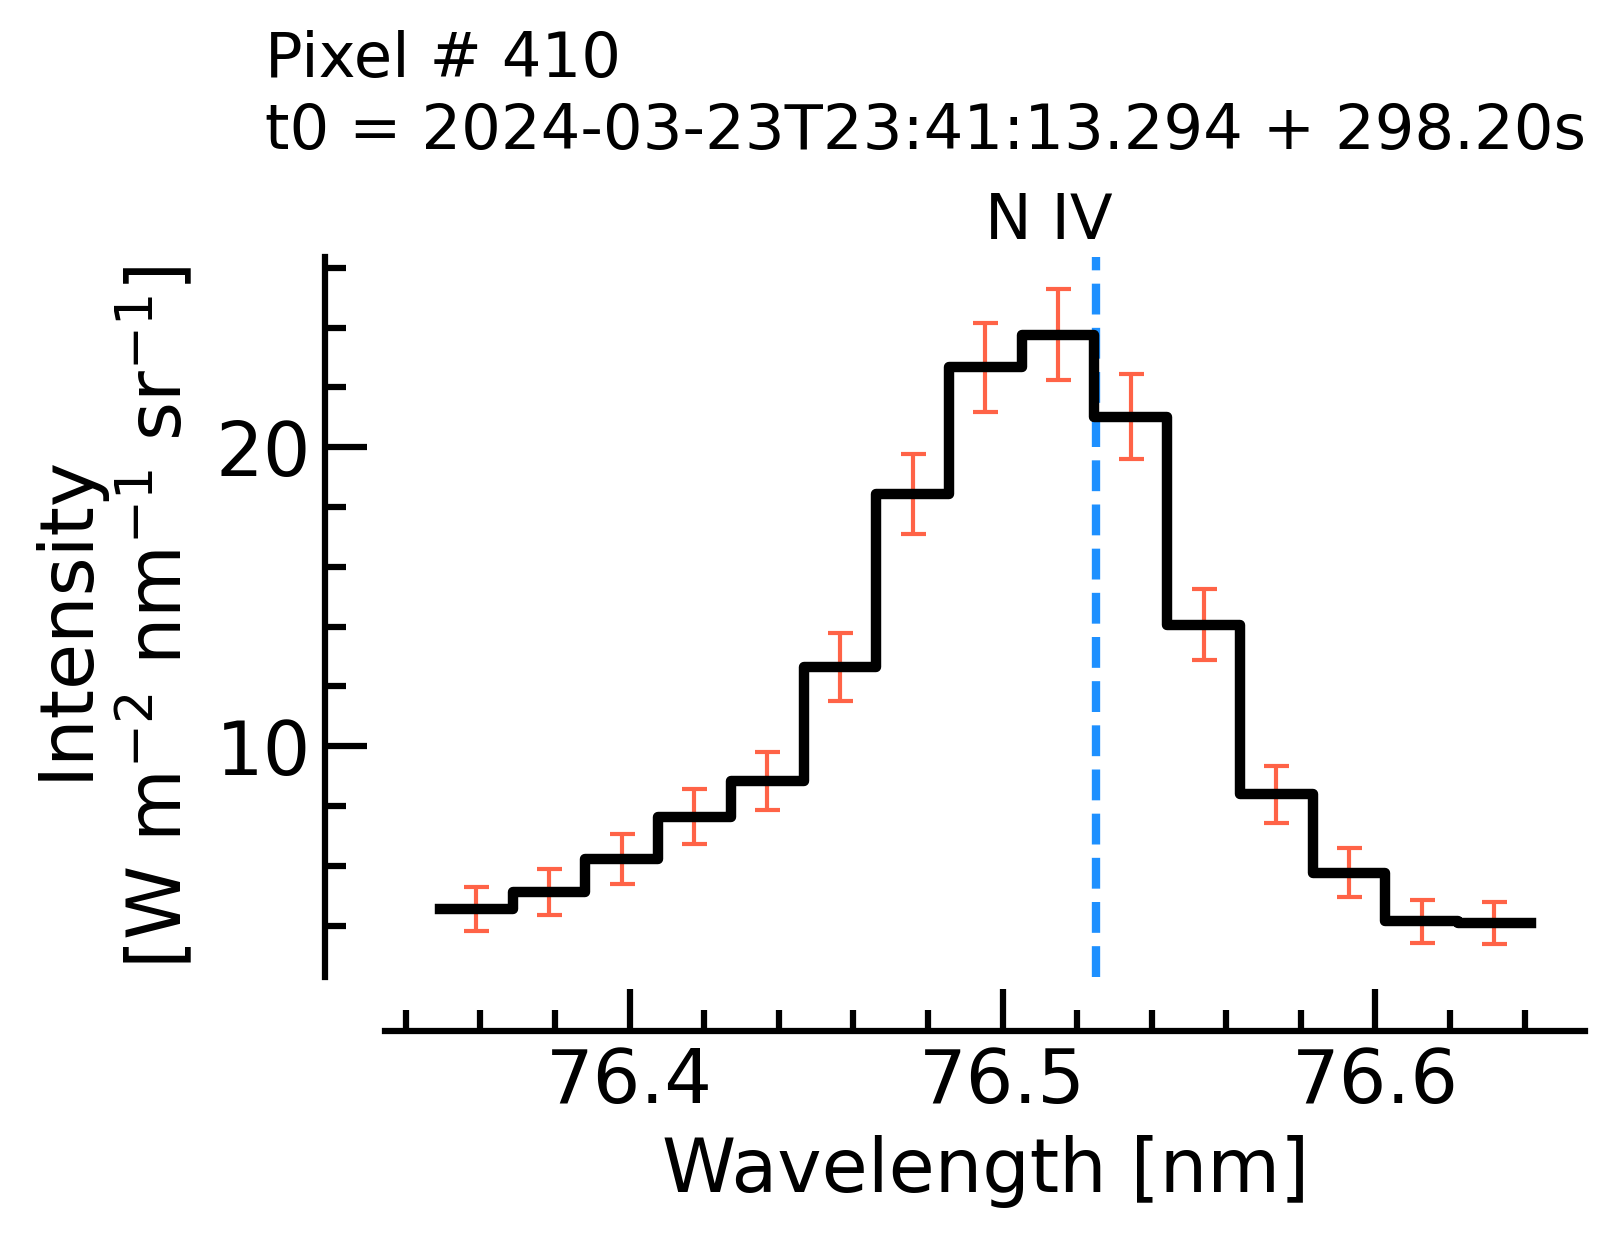 Pixel # 410
t0 = 2024-03-23T23:41:13.294 + 298.20s
N IV
Intensity
[W m⁻² nm⁻¹ sr⁻¹]
20
10
76.4 76.5 76.6
Wavelength [nm]